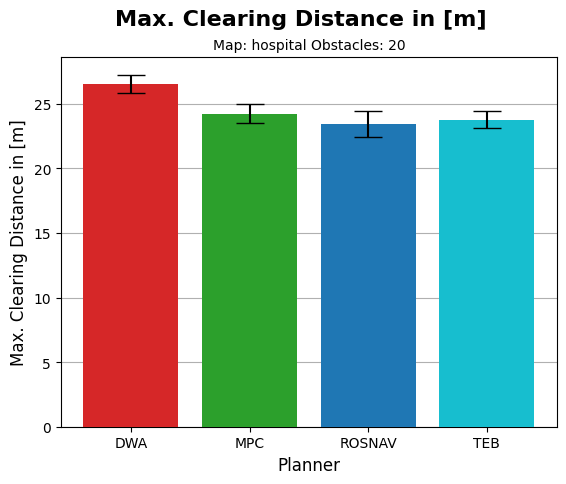 Max. Clearing Distance in [m]
Map: hospital Obstacles: 20
Max. Clearing Distance in [m]
25
20
15
10
5
0
DWA MPC ROSNAV TEB
Planner